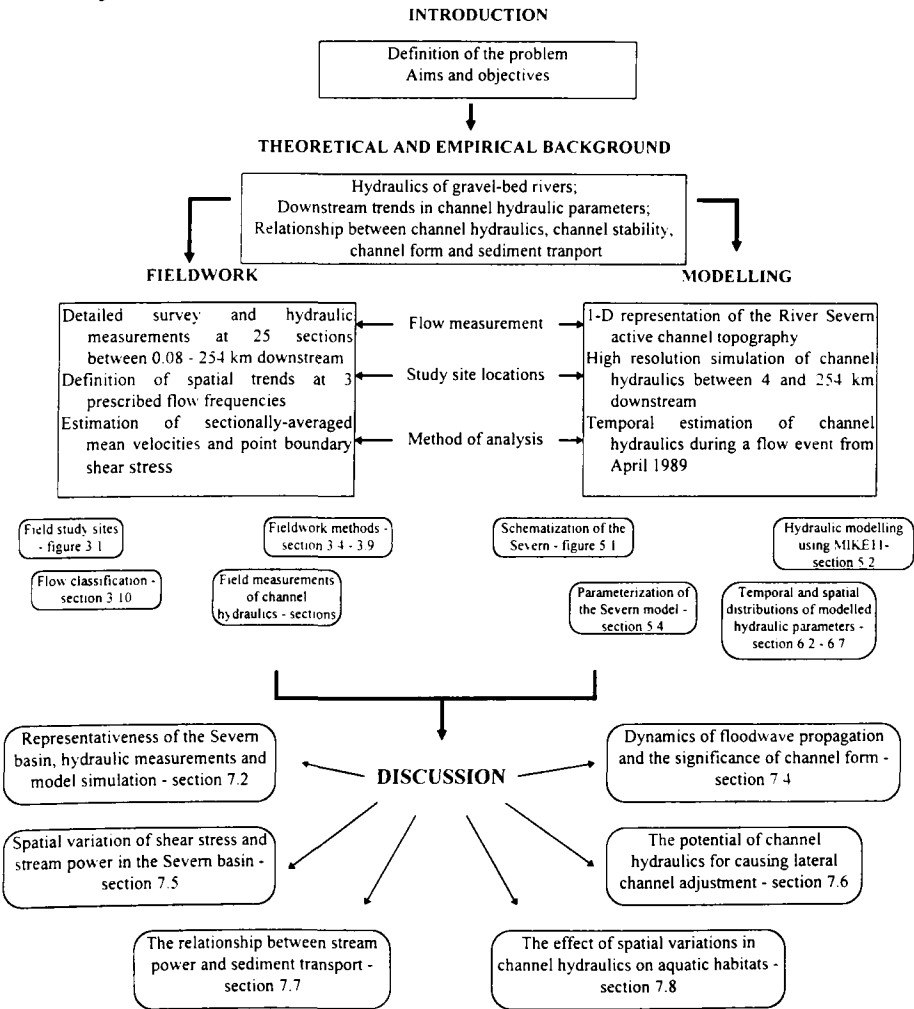 INTRODUCTION
Definition of the problem
Aims and objectives
THEORETICAL AND EMPIRICAL BACKGROUND
Hydraulics of gravel-bed rivers;
Downstream trends in channel hydraulic parameters;
Relationship between channel hydraulics, channel stability,
channel form and sediment tranport
FIELDWORK
MODELLING
Detailed survey and hydraulic
measurements at 25 sections
between 0.08 - 254 km downstream
Definition of spatial trends at 3
prescribed flow frequencies
Estimation of sectionally-averaged
mean velocities and point boundary
shear stress
Flow measurement
Study site locations
Method of analysis
1-D representation of the River Severn
active channel topography
High resolution simulation of channel
hydraulics between 4 and 254 km
downstream
Temporal estimation of channel
hydraulics during a flow event from
April 1989
Field study sites
- figure 3 1
Fieldwork methods -
section 3 4 - 3.9
Schematization of the
Severn - figure 5 1
Hydraulic modelling
using MIKE11-
section 5 2
Flow classification -
section 3 10
Field measurements
of channel
hydraulics - sections
Parameterization of
the Severn model -
section 5 4
Temporal and spatial
distributions of modelled
hydraulic parameters -
section 6 2 - 6 7
Representativeness of the Severn
basin, hydraulic measurements and
model simulation - section 7.2
DISCUSSION
Dynamics of floodwave propagation
and the significance of channel form -
section 7 4
Spatial variation of shear stress and
stream power in the Severn basin -
section 7.5
The potential of channel
hydraulics for causing lateral
channel adjustment - section 7.6
The relationship between stream
power and sediment transport -
section 7.7
The effect of spatial variations in
channel hydraulics on aquatic habitats -
section 7.8